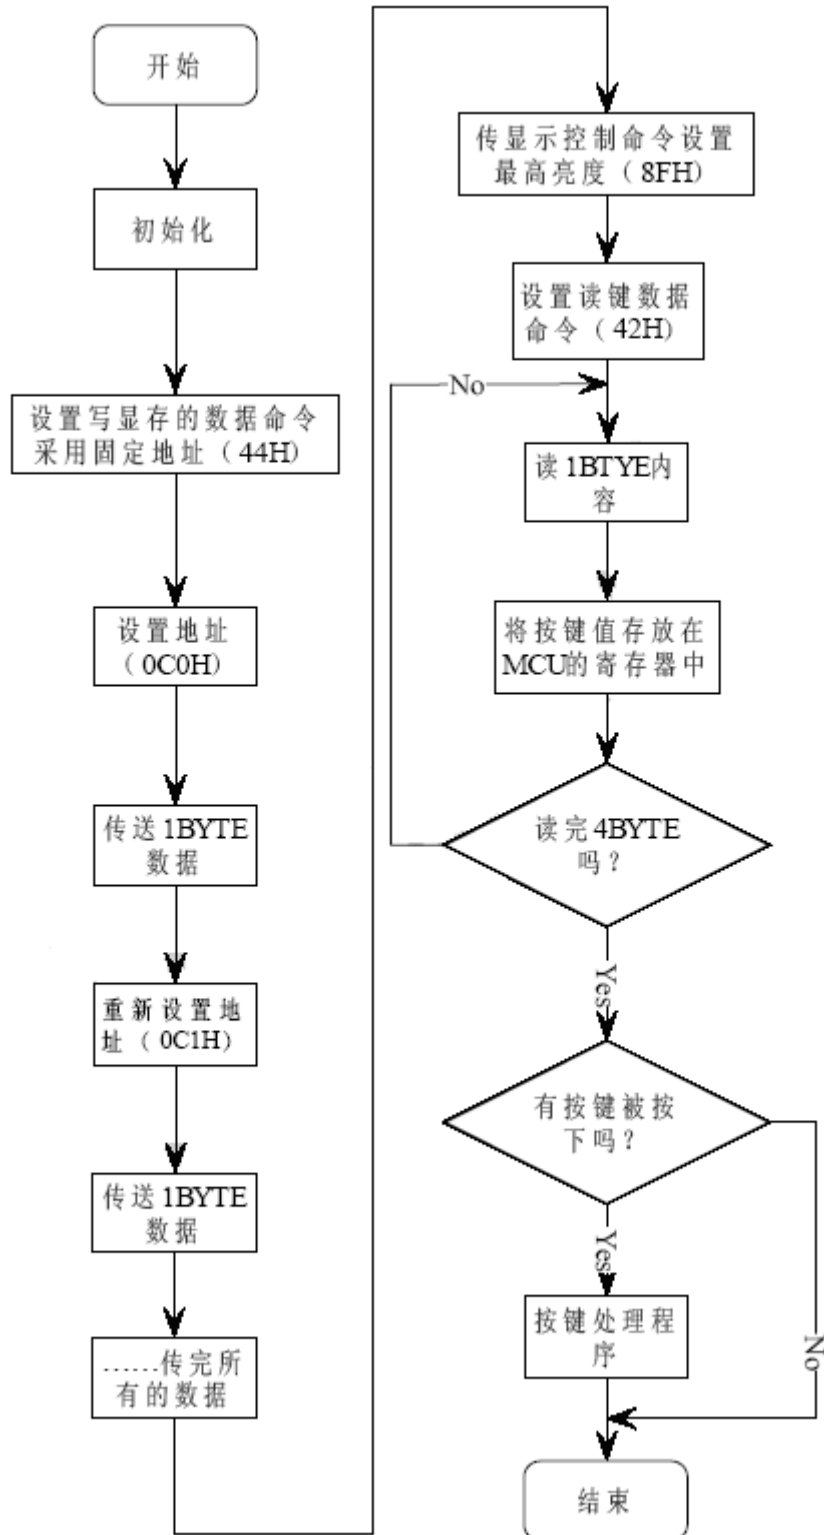 开始
初始化
设置写显存的数据命令
采用固定地址（44H）
设置地址
（0C0H）
传送1BYTE
数据
重新设置地
址（0C1H）
传送1BYTE
数据
……传完所
有的数据
传显示控制命令设置
最高亮度（8FH）
设置读键数据
命令（42H）
No
读1BTYE内
容
将按键值存放在
MCU的寄存器中
读完4BYTE
吗？
Yes
有按键被按
下吗？
Yes
No
按键处理程
序
结束